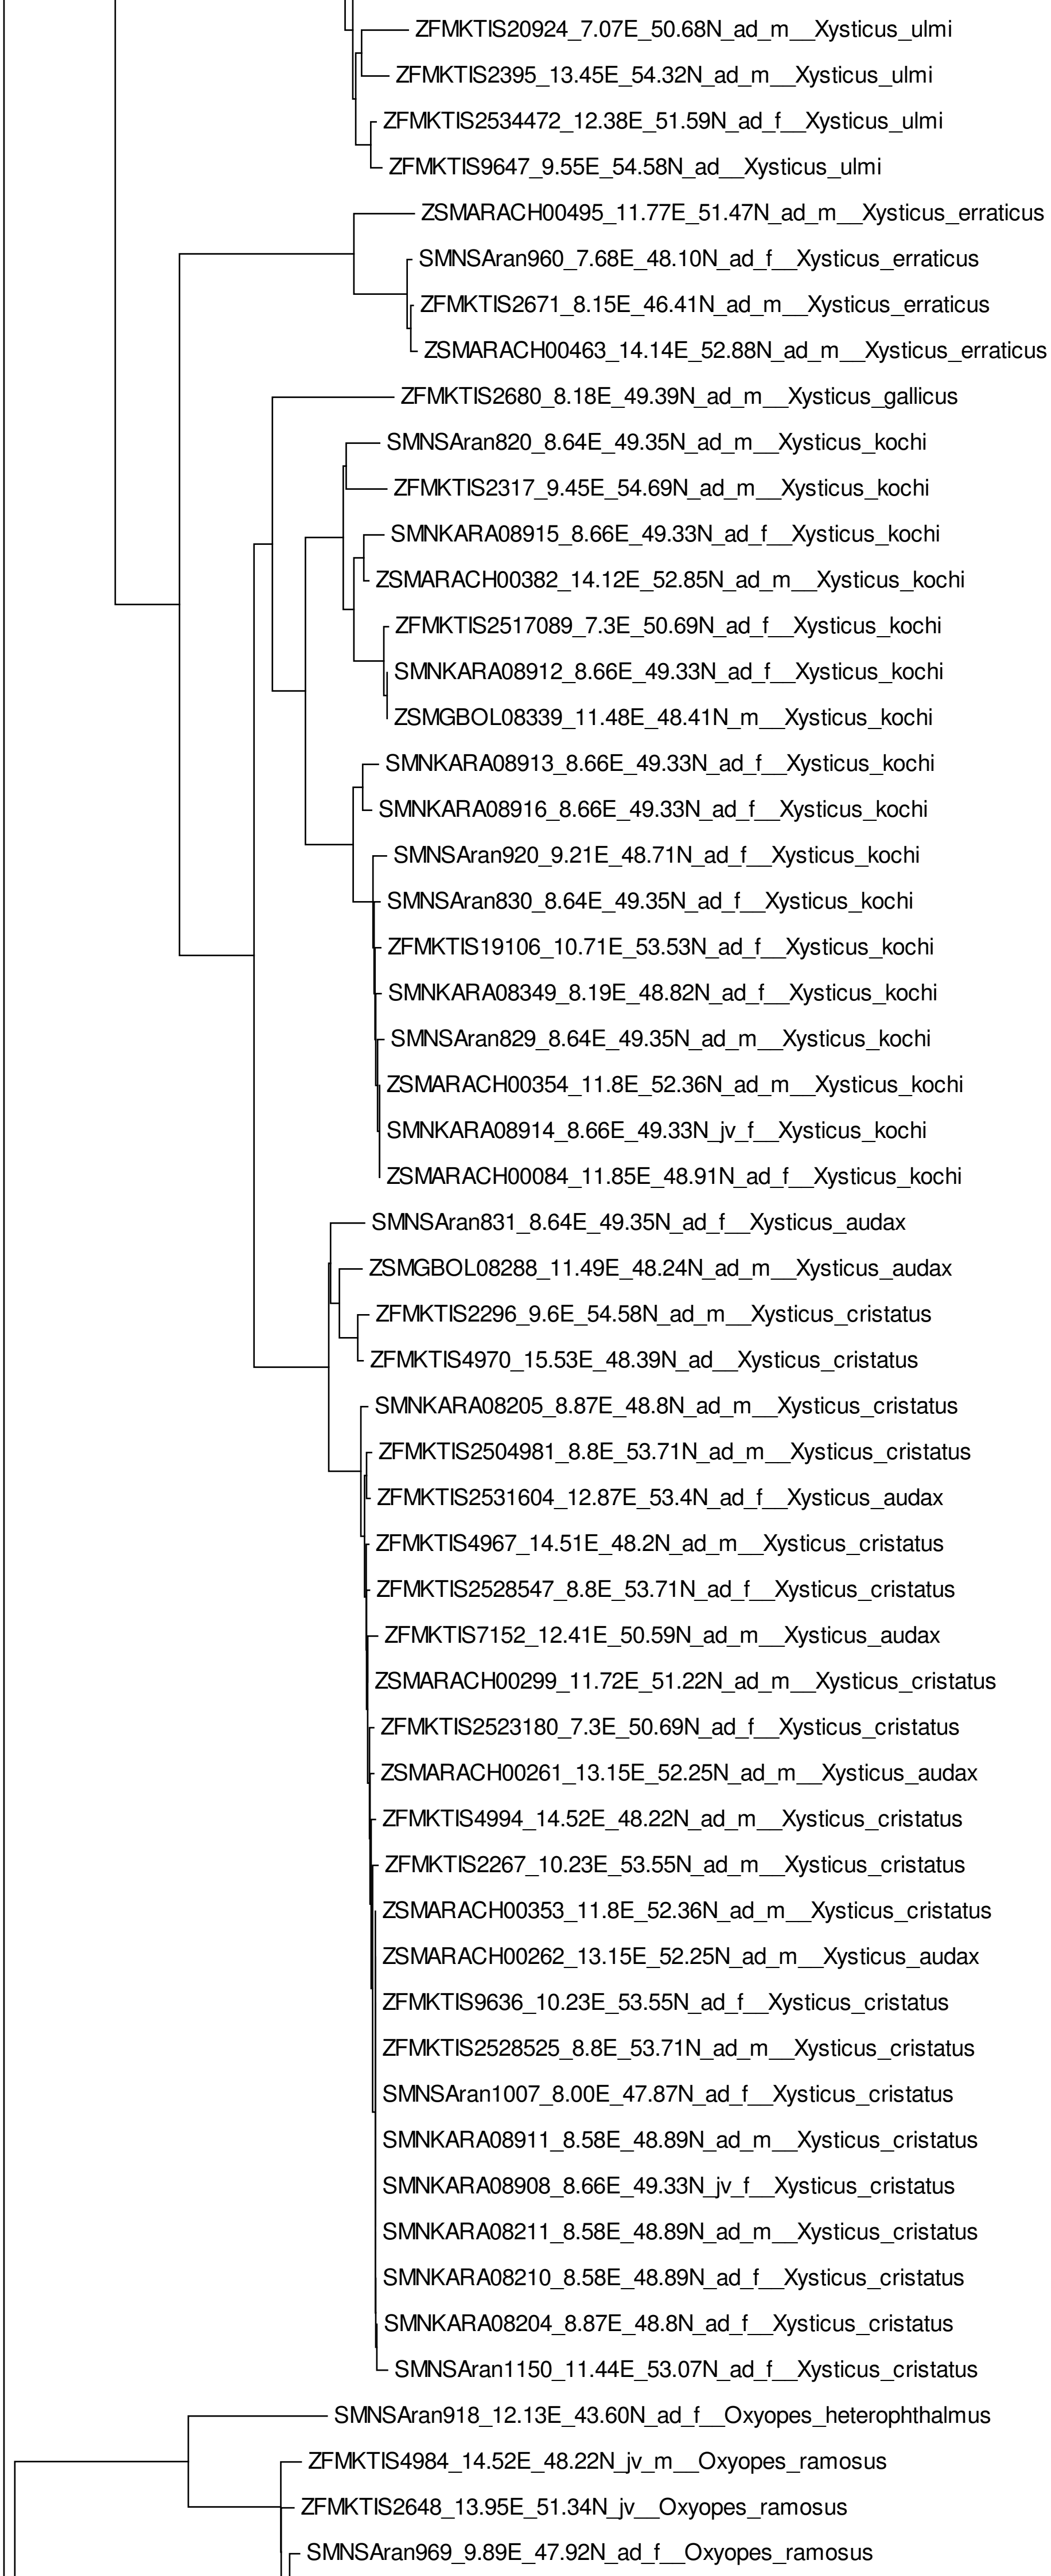 ZFMKTIS20924_7.07E_50.68N_ad_m__Xysticus_ulmi
ZFMKTIS2395_13.45E_54.32N_ad_m__Xysticus_ulmi
ZFMKTIS2534472_12.38E_51.59N_ad_f__Xysticus_ulmi
ZFMKTIS9647_9.55E_54.58N_ad__Xysticus_ulmi
ZSMARACH00495_11.77E_51.47N_ad_m__Xysticus_erraticus
SMNSAran960_7.68E_48.10N_ad_f__Xysticus_erraticus
ZFMKTIS2671_8.15E_46.41N_ad_m__Xysticus_erraticus
ZSMARACH00463_14.14E_52.88N_ad_m__Xysticus_erraticus
ZFMKTIS2680_8.18E_49.39N_ad_m__Xysticus_gallicus
SMNSAran820_8.64E_49.35N_ad_m__Xysticus_kochi
ZFMKTIS2317_9.45E_54.69N_ad_m__Xysticus_kochi
SMNKARA08915_8.66E_49.33N_ad_f__Xysticus_kochi
ZSMARACH00382_14.12E_52.85N_ad_m__Xysticus_kochi
ZFMKTIS2517089_7.3E_50.69N_ad_f__Xysticus_kochi
SMNKARA08912_8.66E_49.33N_ad_f__Xysticus_kochi
ZSMGBOL08339_11.48E_48.41N_m__Xysticus_kochi
SMNKARA08913_8.66E_49.33N_ad_f__Xysticus_kochi
SMNKARA08916_8.66E_49.33N_ad_f__Xysticus_kochi
SMNSAran920_9.21E_48.71N_ad_f__Xysticus_kochi
SMNSAran830_8.64E_49.35N_ad_f__Xysticus_kochi
ZFMKTIS19106_10.71E_53.53N_ad_f__Xysticus_kochi
SMNKARA08349_8.19E_48.82N_ad_f__Xysticus_kochi
SMNSAran829_8.64E_49.35N_ad_m__Xysticus_kochi
ZSMARACH00354_11.8E_52.36N_ad_m__Xysticus_kochi
SMNKARA08914_8.66E_49.33N_jv_f__Xysticus_kochi
ZSMARACH00084_11.85E_48.91N_ad_f__Xysticus_kochi
SMNSAran831_8.64E_49.35N_ad_f__Xysticus_audax
ZSMGBOL08288_11.49E_48.24N_ad_m__Xysticus_audax
ZFMKTIS2296_9.6E_54.58N_ad_m__Xysticus_cristatus
ZFMKTIS4970_15.53E_48.39N_ad__Xysticus_cristatus
SMNKARA08205_8.87E_48.8N_ad_m__Xysticus_cristatus
ZFMKTIS2504981_8.8E_53.71N_ad_m__Xysticus_cristatus
ZFMKTIS2531604_12.87E_53.4N_ad_f__Xysticus_audax
ZFMKTIS4967_14.51E_48.2N_ad_m__Xysticus_cristatus
ZFMKTIS2528547_8.8E_53.71N_ad_f__Xysticus_cristatus
ZFMKTIS7152_12.41E_50.59N_ad_m__Xysticus_audax
ZSMARACH00299_11.72E_51.22N_ad_m__Xysticus_cristatus
ZFMKTIS2523180_7.3E_50.69N_ad_f__Xysticus_cristatus
ZSMARACH00261_13.15E_52.25N_ad_m__Xysticus_audax
ZFMKTIS4994_14.52E_48.22N_ad_m__Xysticus_cristatus
ZFMKTIS2267_10.23E_53.55N_ad_m__Xysticus_cristatus
ZSMARACH00353_11.8E_52.36N_ad_m__Xysticus_cristatus
ZSMARACH00262_13.15E_52.25N_ad_m__Xysticus_audax
ZFMKTIS9636_10.23E_53.55N_ad_f__Xysticus_cristatus
ZFMKTIS2528525_8.8E_53.71N_ad_m__Xysticus_cristatus
SMNSAran1007_8.00E_47.87N_ad_f__Xysticus_cristatus
SMNKARA08911_8.58E_48.89N_ad_m__Xysticus_cristatus
SMNKARA08908_8.66E_49.33N_jv_f__Xysticus_cristatus
SMNKARA08211_8.58E_48.89N_ad_m__Xysticus_cristatus
SMNKARA08210_8.58E_48.89N_ad_f__Xysticus_cristatus
SMNKARA08204_8.87E_48.8N_ad_f__Xysticus_cristatus
SMNSAran1150_11.44E_53.07N_ad_f__Xysticus_cristatus
SMNSAran918_12.13E_43.60N_ad_f__Oxyopes_heterophthalmus
ZFMKTIS4984_14.52E_48.22N_jv_m__Oxyopes_ramosus
ZFMKTIS2648_13.95E_51.34N_jv__Oxyopes_ramosus
SMNSAran969_9.89E_47.92N_ad_f__Oxyopes_ramosus